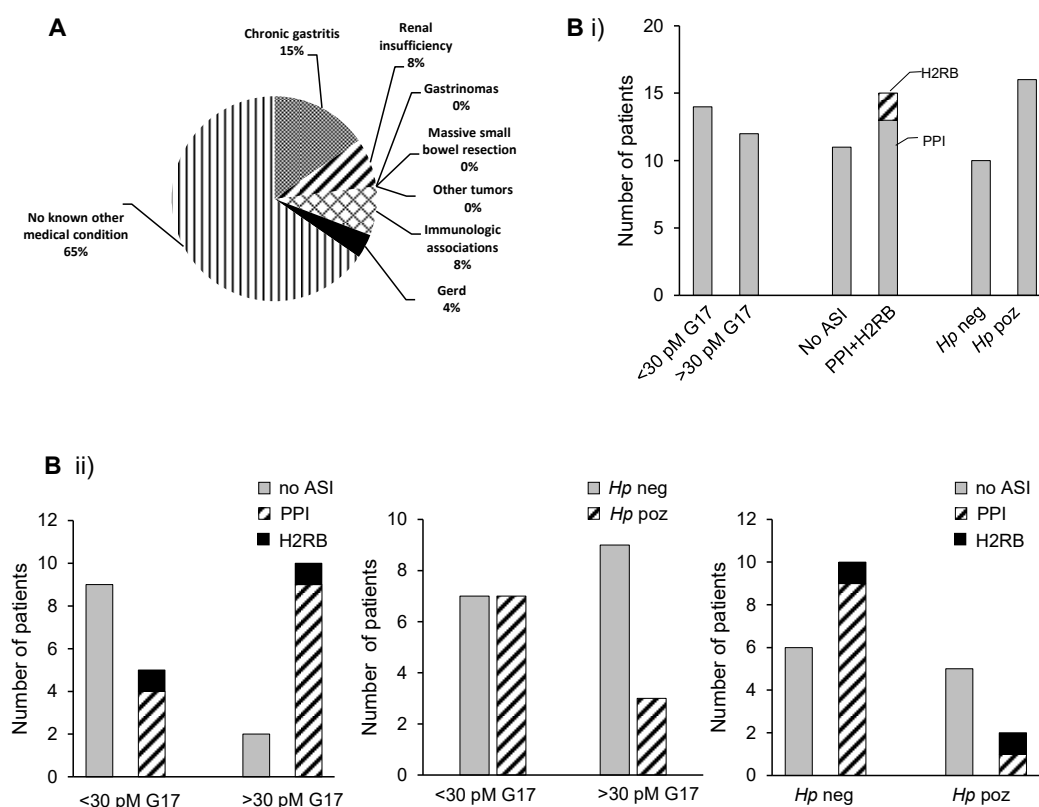 A
Chronic gastritis
15%
Renal
insufficiency
8%
Gastrinomas
0%
Massive small
bowel resection
0%
Other tumors
0%
Immunologic
associations
8%
Gerd
4%
No known other
medical condition
65%
B i)
Number of patients
20
15
10
5
0
H2RB
PPI
<30 pM G17
>30 pM G17
No ASI
PPI+H2RB
Hp neg
Hp poz
B ii)
no ASI
PPI
H2RB
Number of patients
12
10
8
6
4
2
0
<30 pM G17 >30 pM G17
Hp neg
Hp poz
Number of patients
10
8
6
4
2
0
<30 pM G17 >30 pM G17
no ASI
PPI
H2RB
Number of patients
12
10
8
6
4
2
0
Hp neg Hp poz